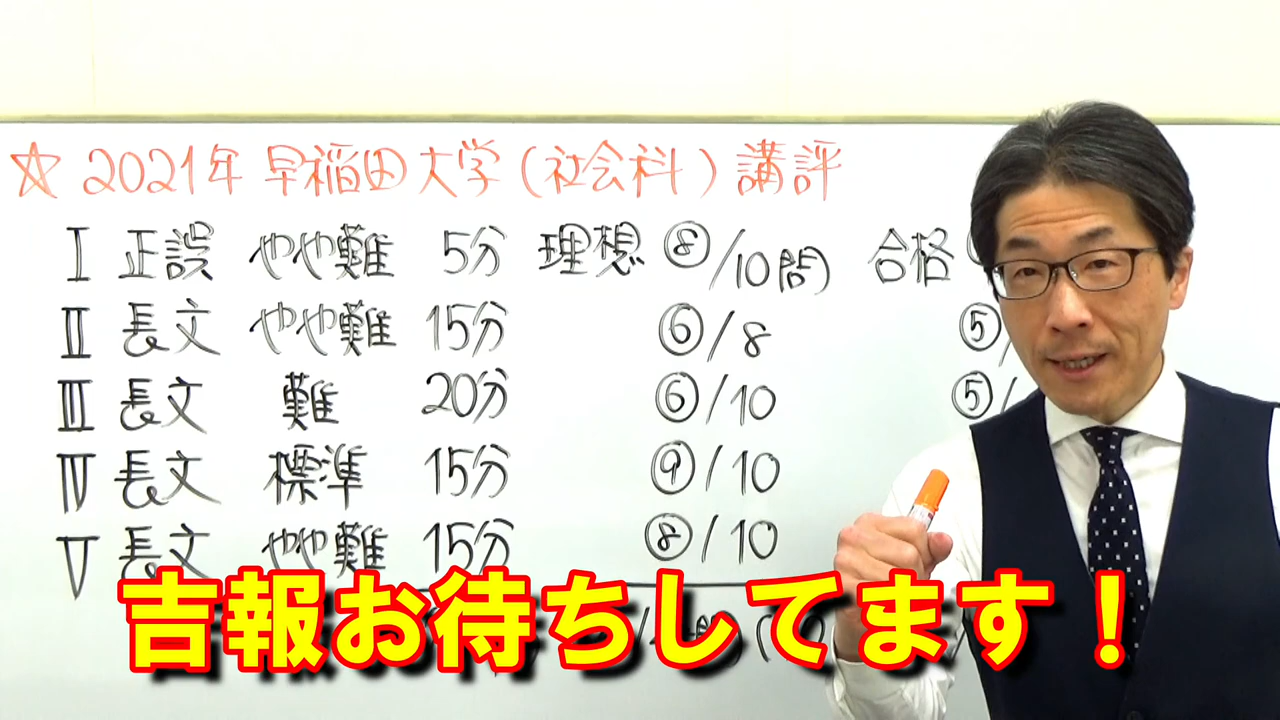 ☆ 2021年 早稲田大学(社会科)講評
Ⅰ 正誤 やや難 5分 理想 ⑧/10問 合格
Ⅱ 長文 やや難 15分 ⑥/8 ⑤/
Ⅲ 長文 難 20分 ⑥/10 ⑤/
Ⅳ 長文 標準 15分 ⑨/10
Ⅴ 長文 やや難 15分 ⑧/10
吉報お待ちしてます！